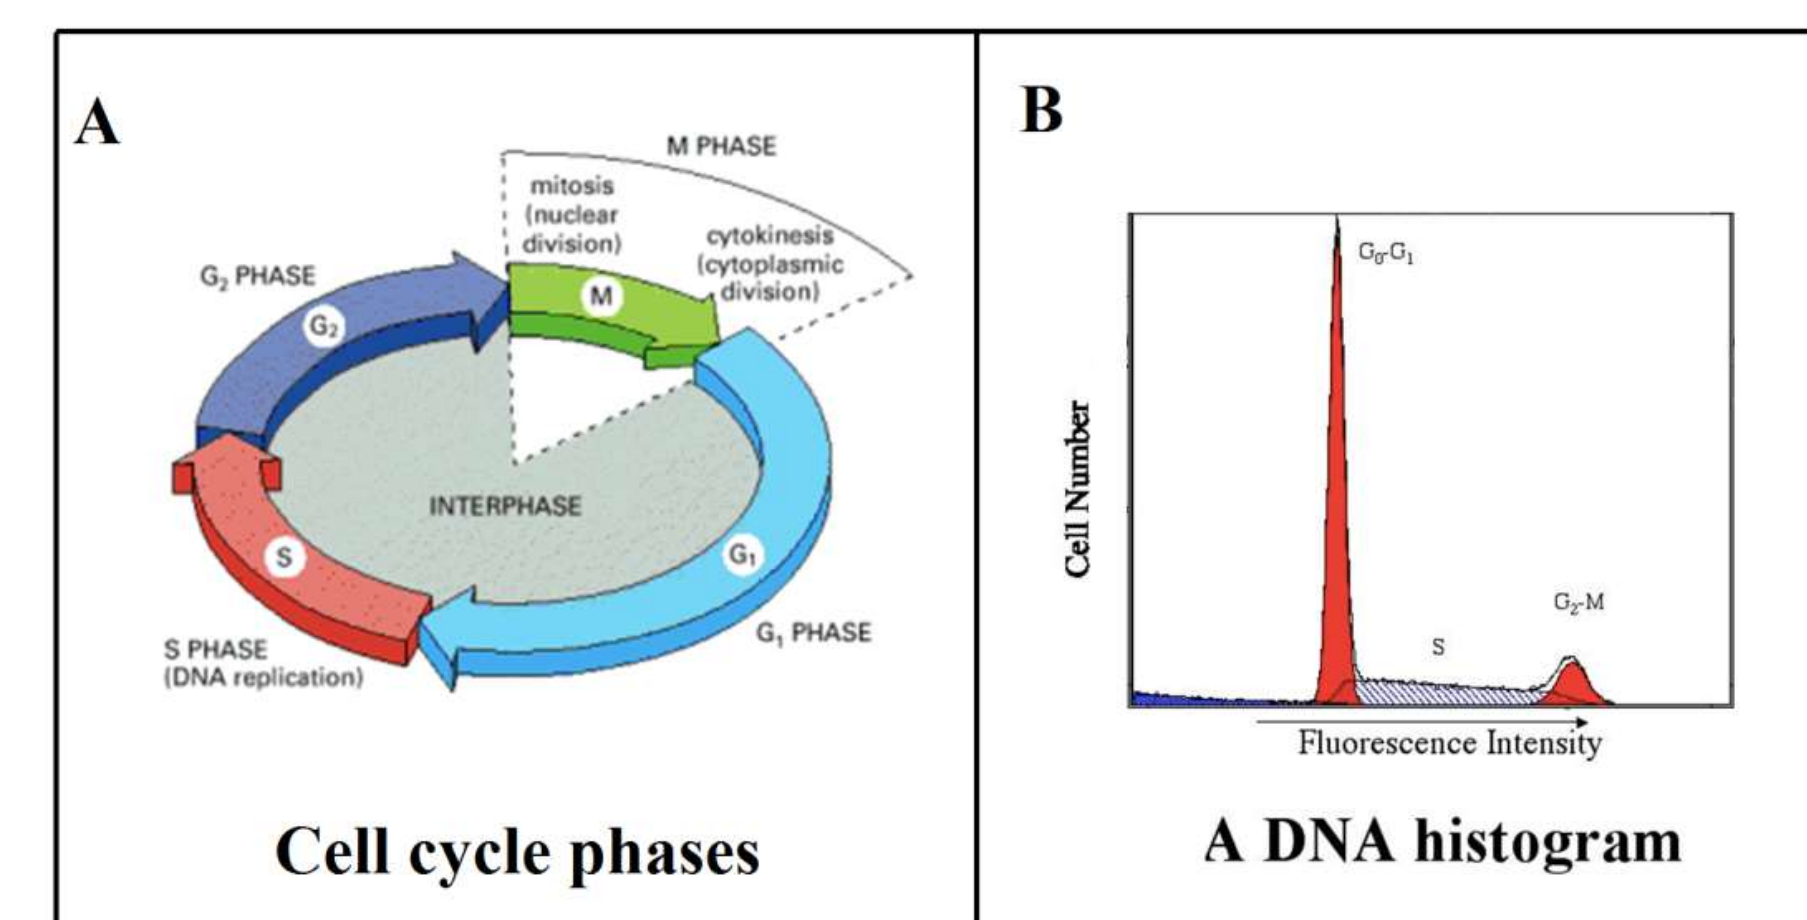 A
M PHASE
mitosis
(nuclear
division)
cytokinesis
(cytoplasmic
division)
G₂ PHASE
M
G₂
INTERPHASE
S
G₁
G₁ PHASE
S PHASE
(DNA replication)
Cell cycle phases
B
G₀-G₁
Cell Number
G₂-M
S
Fluorescence Intensity
A DNA histogram